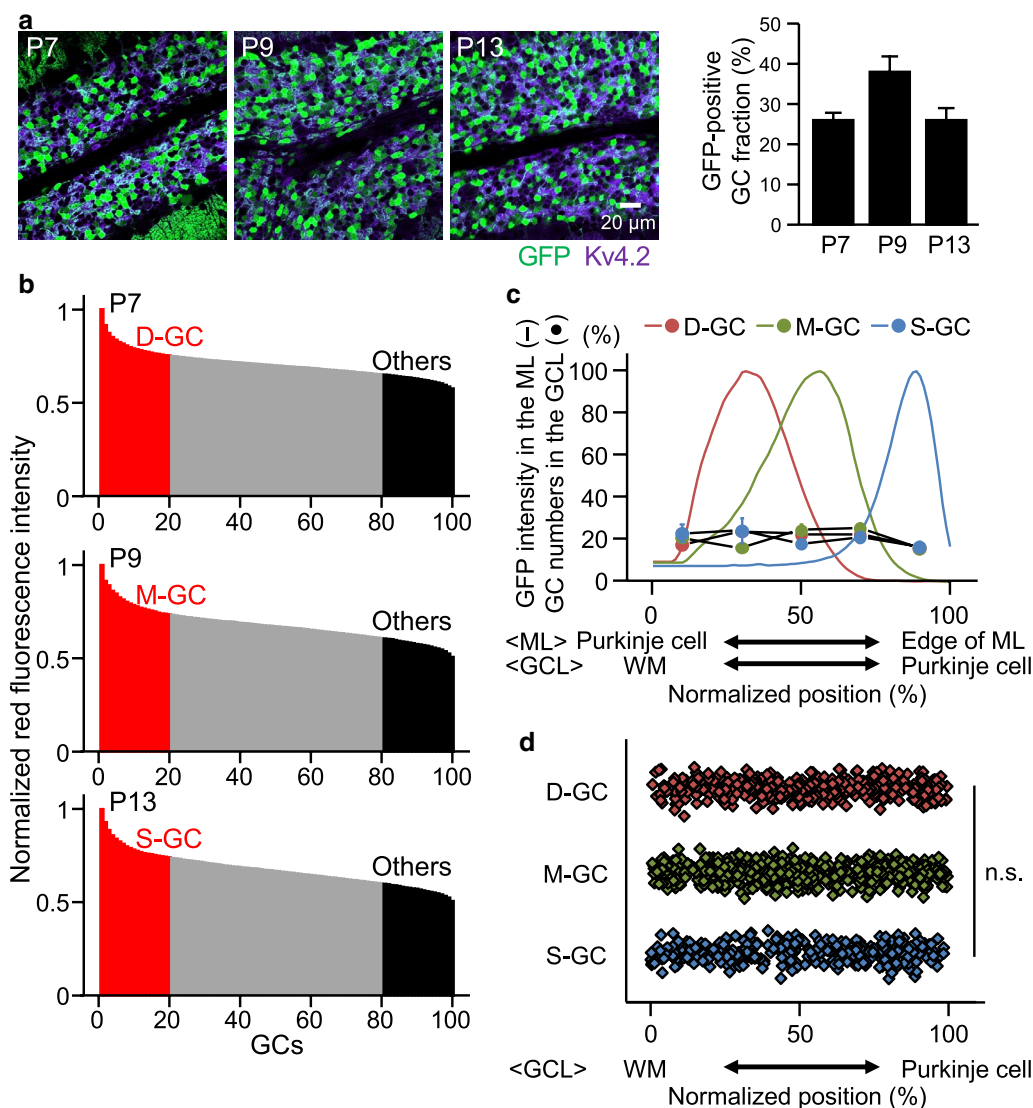 a
P7
P9
P13
20 µm
GFP Kv4.2
GFP-positive
GC fraction (%)
50
40
30
20
10
0
P7 P9 P13
b
Normalized red fluorescence intensity
1
0.5
0
P7
D-GC
Others
0 20 40 60 80 100
1
0.5
0
P9
M-GC
Others
0 20 40 60 80 100
1
0.5
0
P13
S-GC
Others
0 20 40 60 80 100
GCs
c
GFP intensity in the ML (–)
GC numbers in the GCL (●)
(%)
D-GC M-GC S-GC
100
80
60
40
20
0
0 50 100
<ML> Purkinje cell Edge of ML
<GCL> WM Purkinje cell
Normalized position (%)
d
D-GC
M-GC
S-GC
n.s.
0 50 100
<GCL> WM Purkinje cell
Normalized position (%)